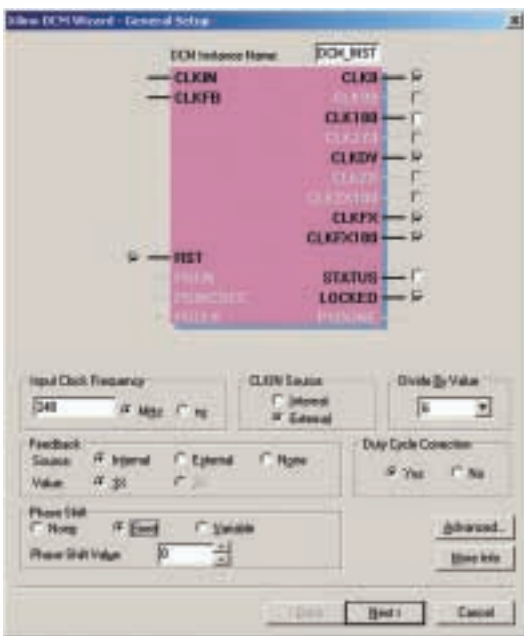 Xilinx DCM Wizard - General Setup
DCM Instance Name: DCM_INST
CLKIN CLK0
CLKFB CLK90
CLK180
CLK270
CLKDV
CLK2X
CLK2X180
CLKFX
CLKFX180
RST
STATUS
LOCKED
Input Clock Frequency
MHz ns
CLKIN Source
Internal
External
Divide By Value
Feedback
Source: Internal External None
Value: 1X
Duty Cycle Correction
Yes No
Phase Shift
None Fixed Variable
Phase Shift Value: 0
Advanced...
More Info
Next > Cancel